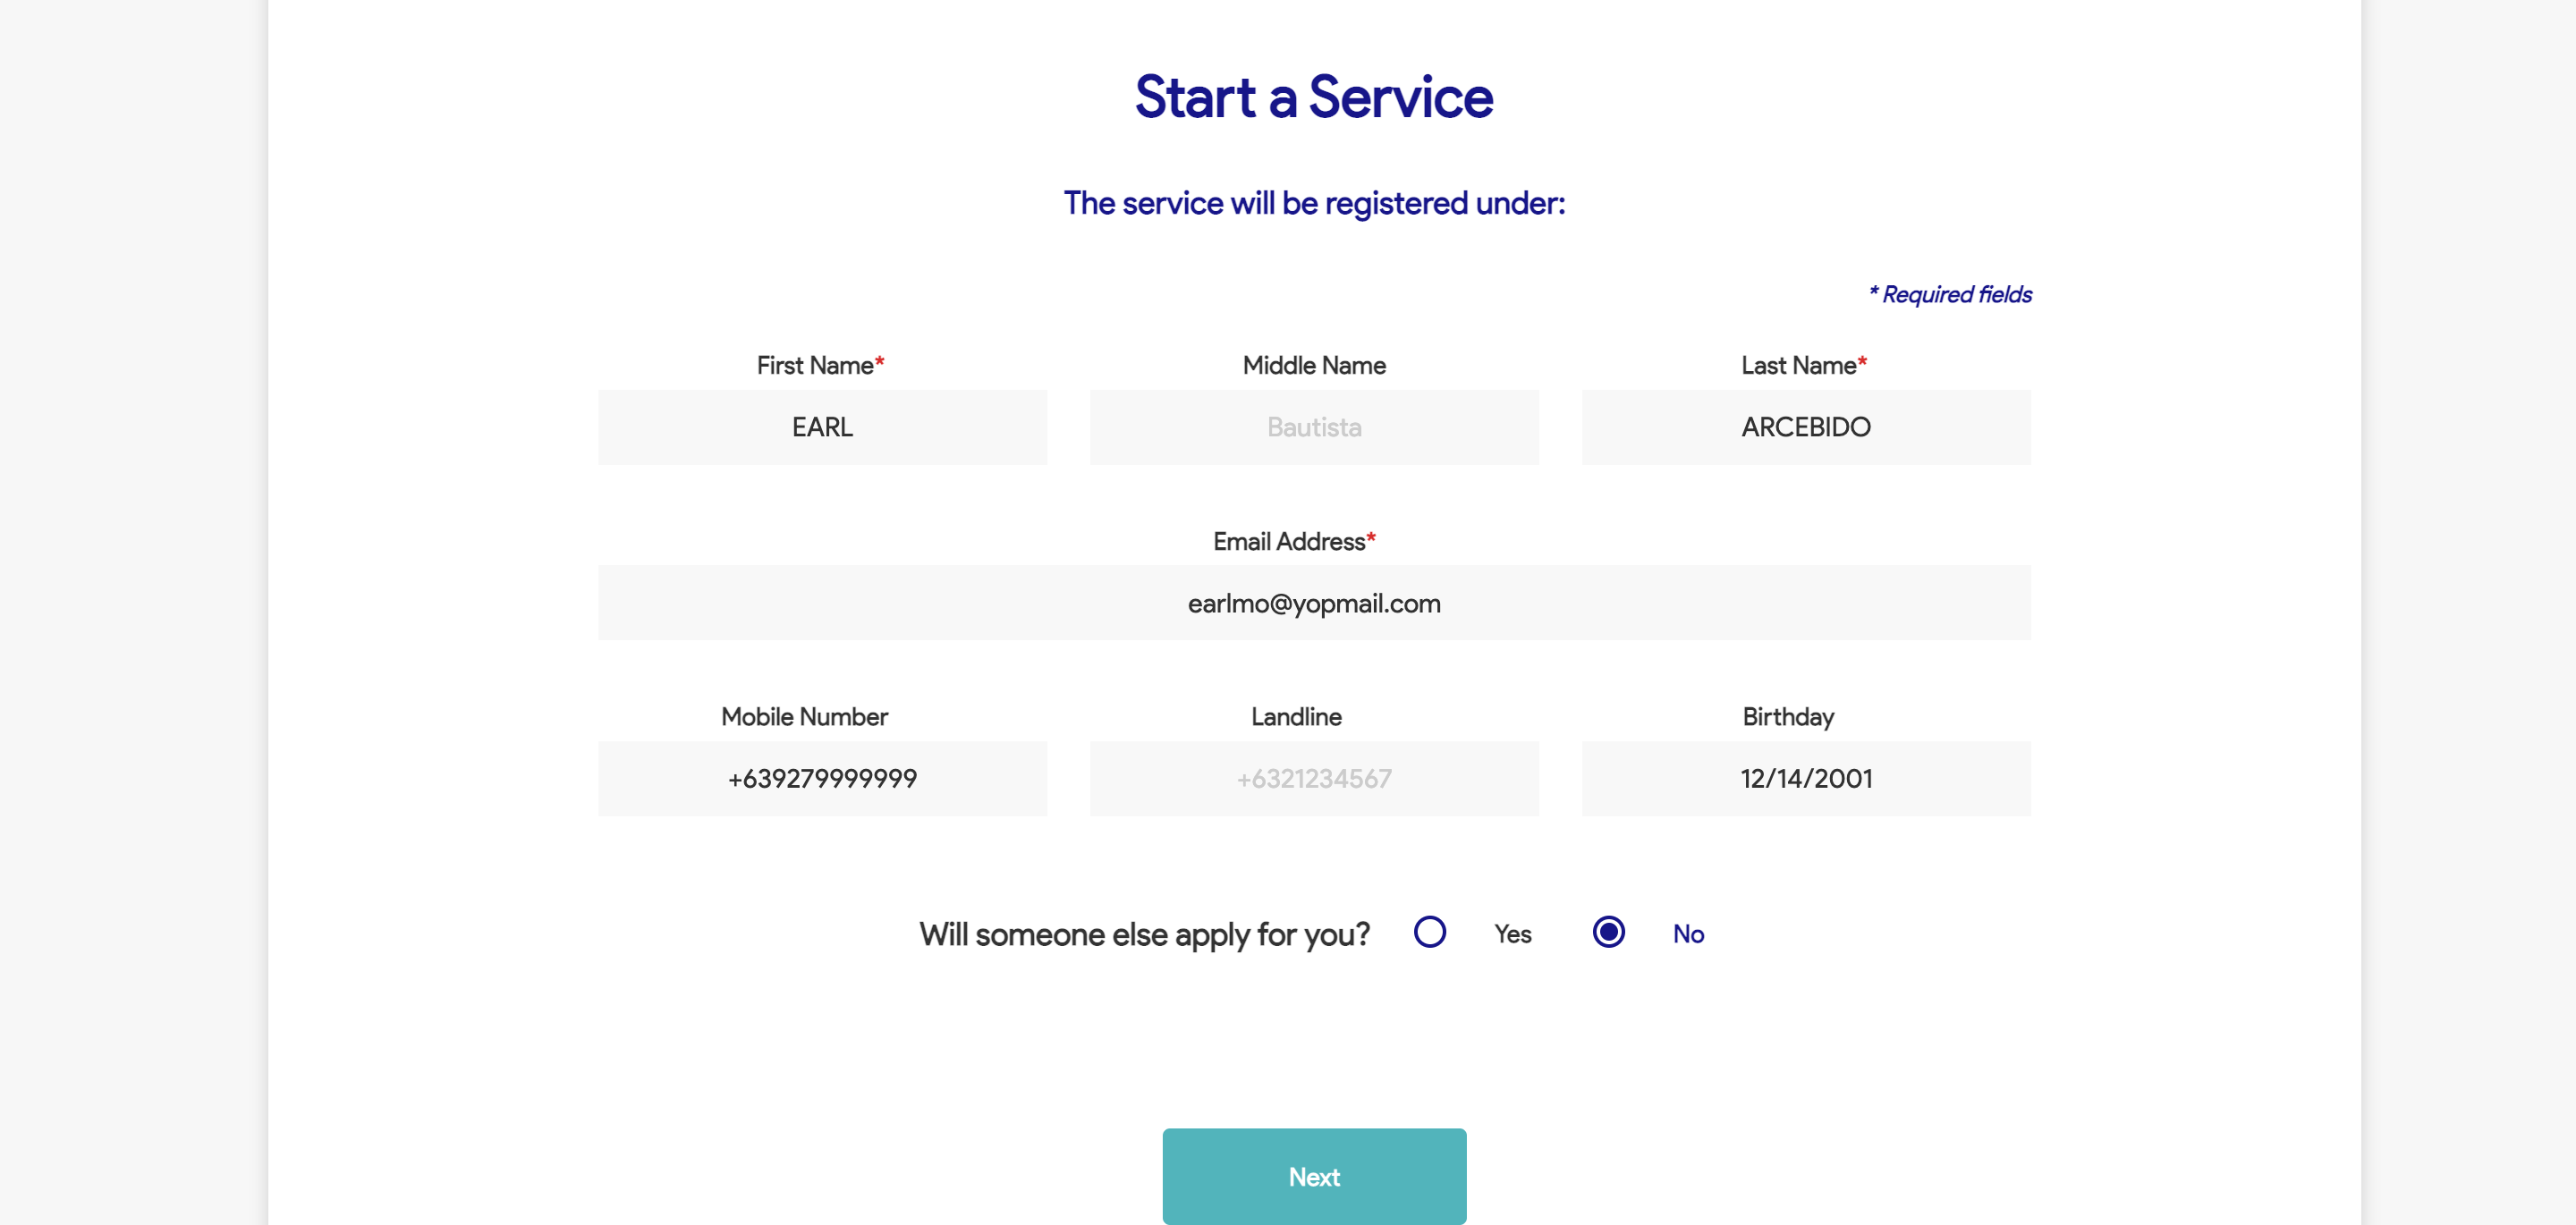 Start a Service
The service will be registered under:
* Required fields
First Name* Middle Name Last Name*
EARL Bautista ARCEBIDO
Email Address*
earlmo@yopmail.com
Mobile Number Landline Birthday
+639279999999 +6321234567 12/14/2001
Will someone else apply for you? Yes No
Next